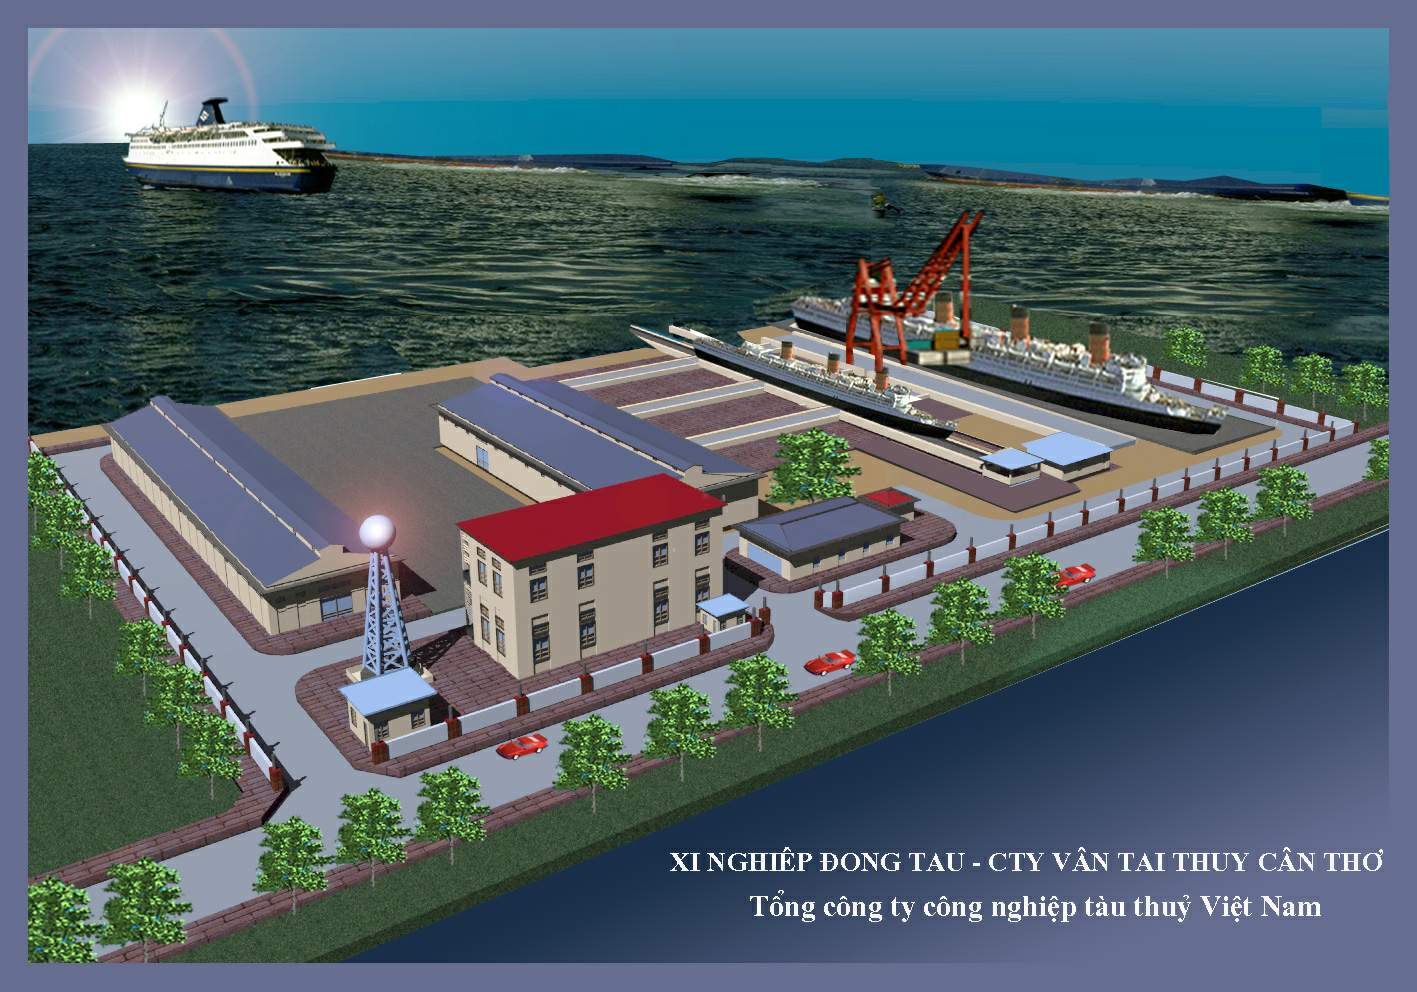 XI NGHIÊP ĐONG TAU - CTY VÂN TAI THUY CÂN THƠ
Tổng công ty công nghiệp tàu thuỷ Việt Nam